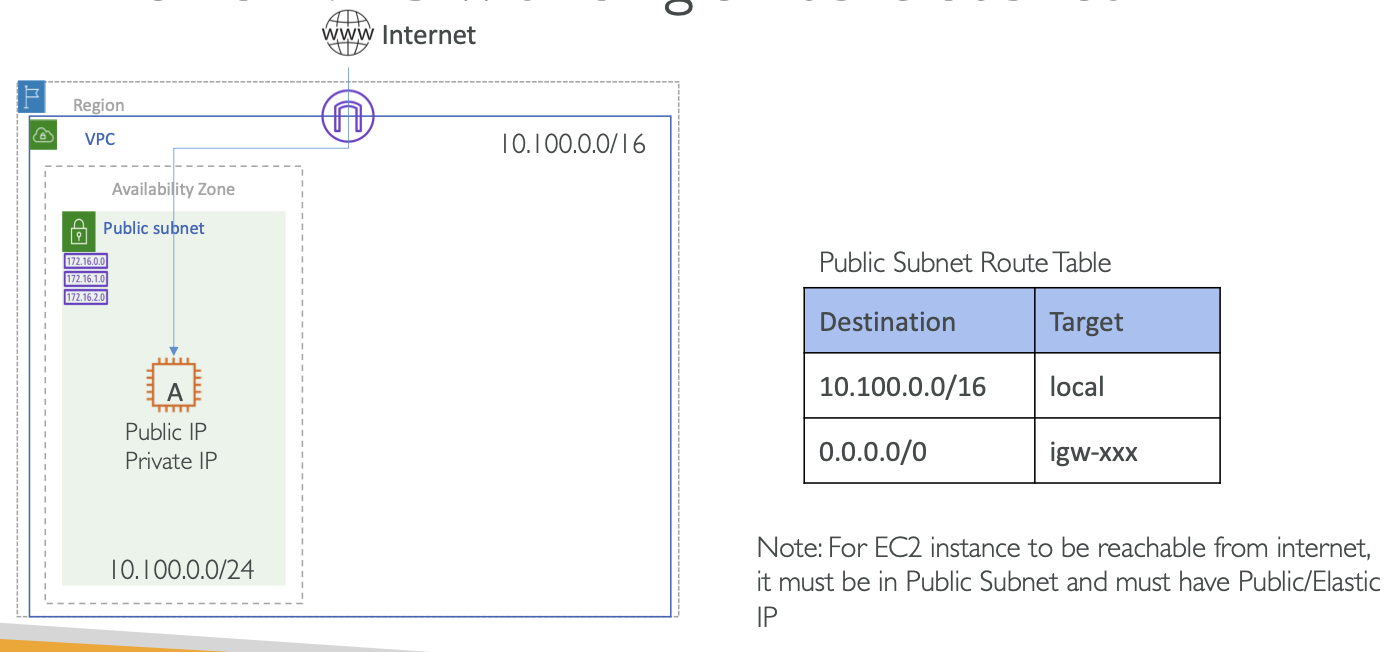 www Internet
Region
VPC
10.100.0.0/16
Availability Zone
Public subnet
172.16.0.0
172.16.1.0
172.16.2.0
A
Public IP
Private IP
10.100.0.0/24
Public Subnet Route Table
Destination Target
10.100.0.0/16 local
0.0.0.0/0 igw-xxx
Note: For EC2 instance to be reachable from internet,
it must be in Public Subnet and must have Public/Elastic
IP